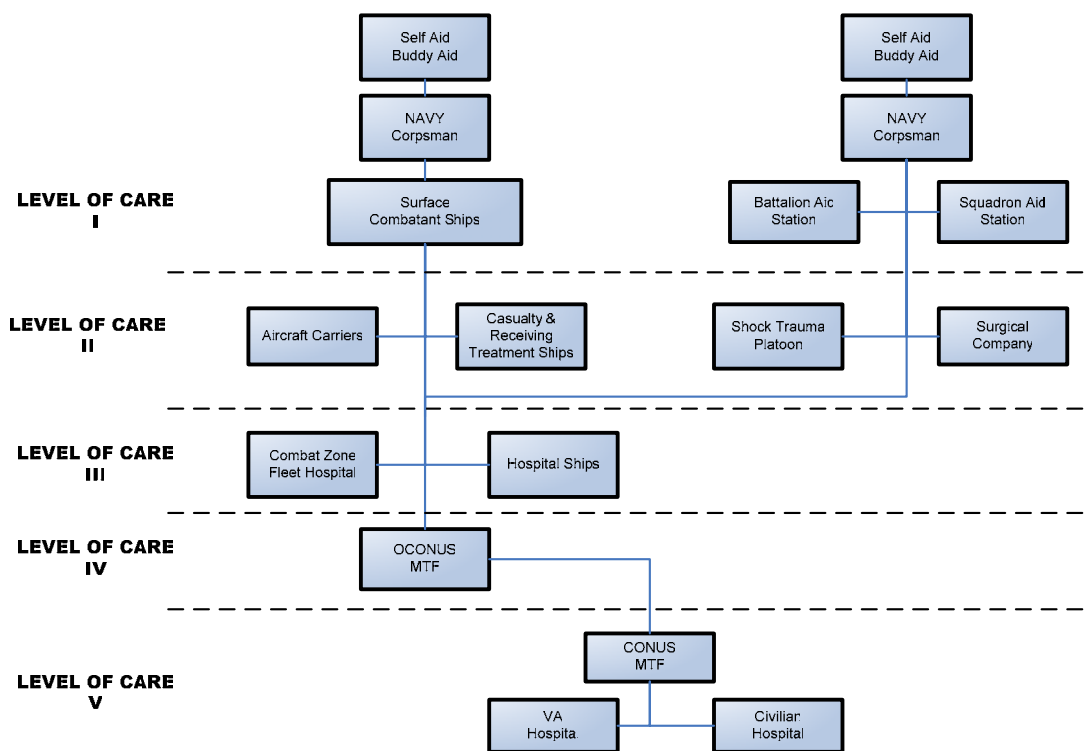 Self Aid
Buddy Aid
Self Aid
Buddy Aid
NAVY
Corpsman
NAVY
Corpsman
LEVEL OF CARE
I
Surface
Combatant Ships
Battalion Aic
Station
Squadron Aid
Station
LEVEL OF CARE
II
Aircraft Carriers
Casualty &
Receiving
Treatment Ships
Shock Trauma
Platoon
Surgical
Company
LEVEL OF CARE
III
Combat Zone
Fleet Hospital
Hospital Ships
LEVEL OF CARE
IV
OCONUS
MTF
LEVEL OF CARE
V
CONUS
MTF
VA
Hospita.
Civilian
Hospital